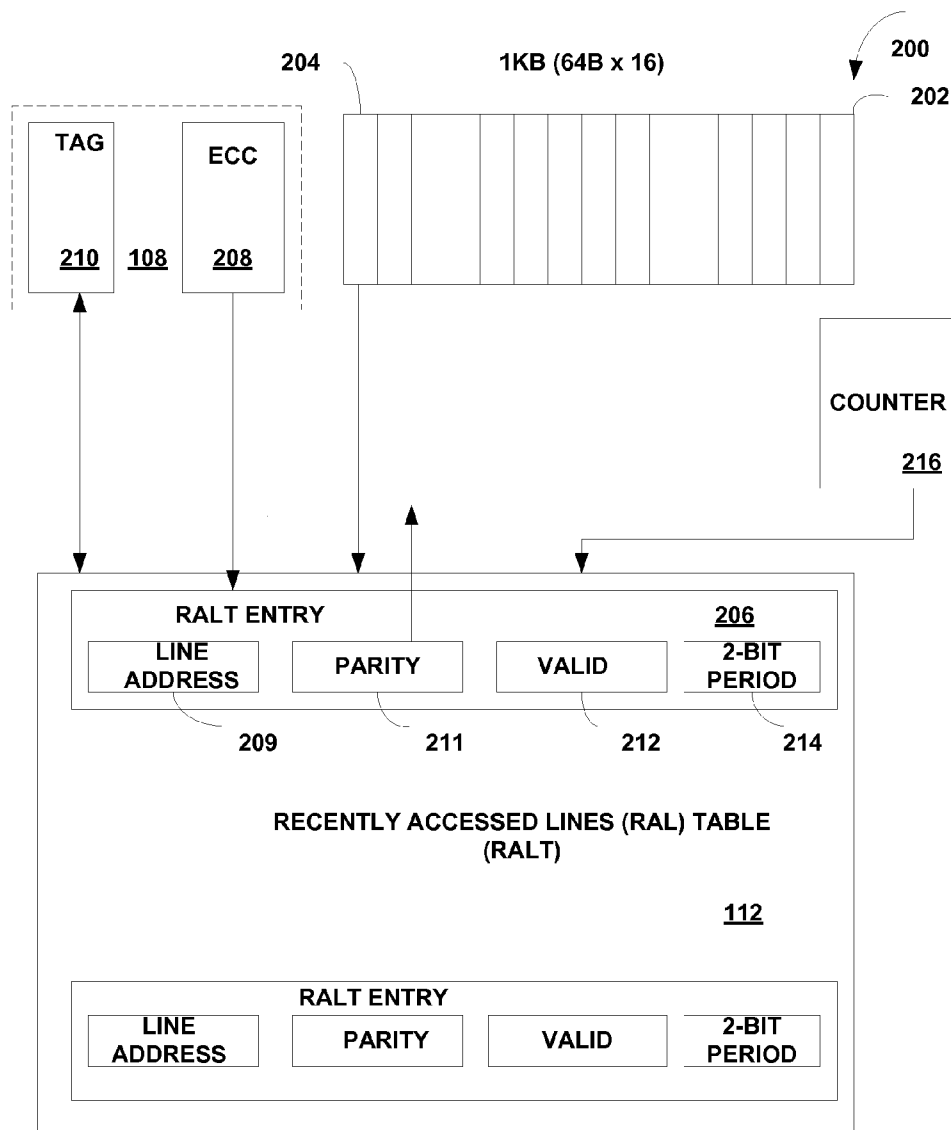 200
204
1KB (64B x 16)
202
TAG
ECC
210
108
208
COUNTER
216
RALT ENTRY
206
LINE
ADDRESS
PARITY
VALID
2-BIT
PERIOD
209
211
212
214
RECENTLY ACCESSED LINES (RAL) TABLE
(RALT)
112
RALT ENTRY
LINE
ADDRESS
PARITY
VALID
2-BIT
PERIOD